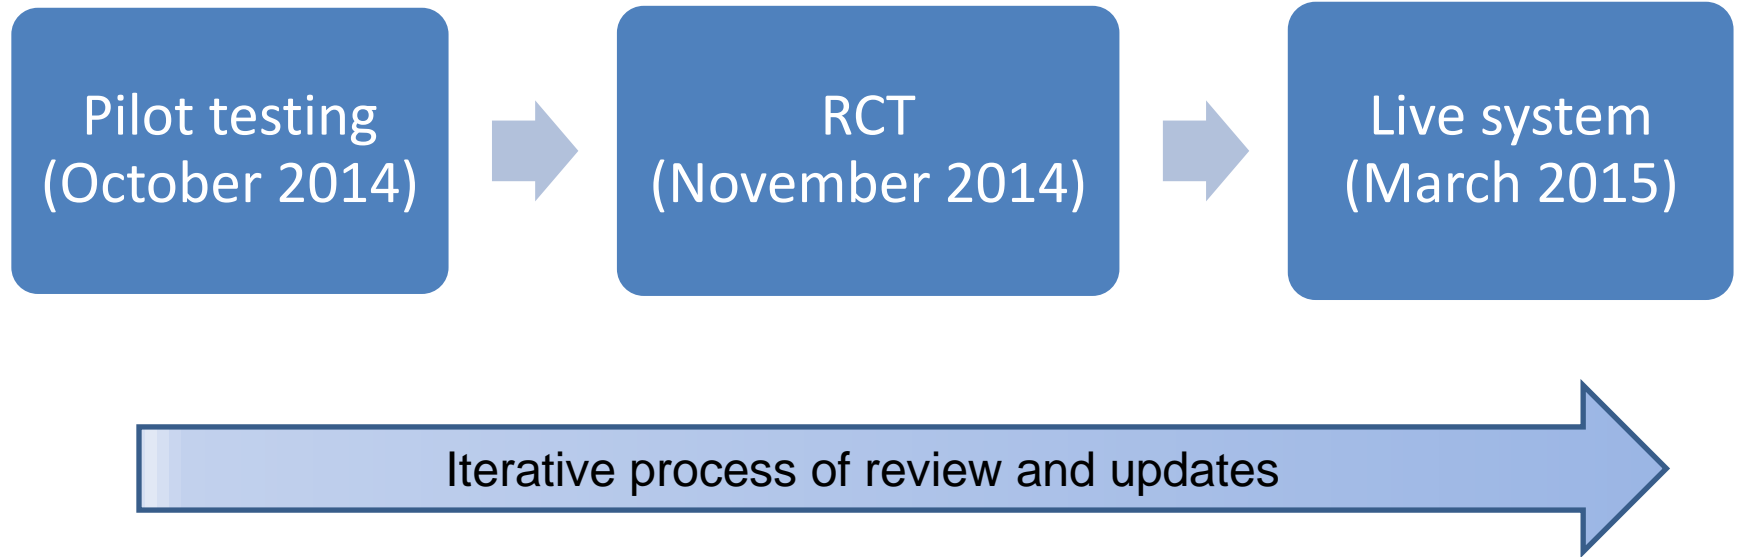 Pilot testing
(October 2014)
RCT
(November 2014)
Live system
(March 2015)
Iterative process of review and updates